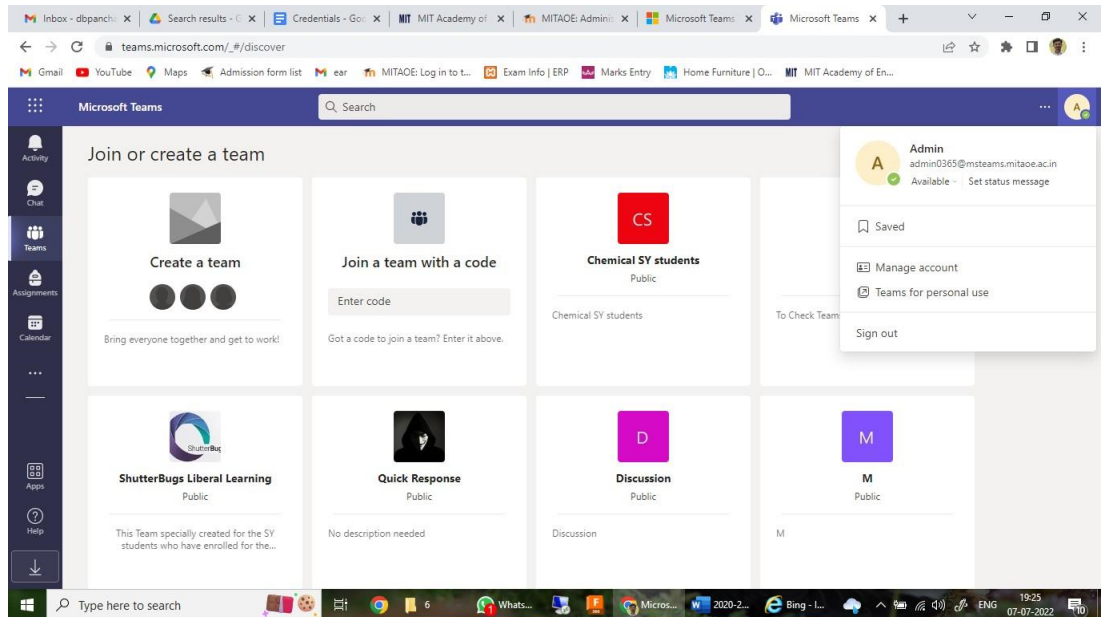 Inbox - dbpancha
Search results - G
Credentials - Goo
MIT MIT Academy of
MITAOE: Adminis
Microsoft Teams
Microsoft Teams
teams.microsoft.com/_#/discover
Gmail
YouTube
Maps
Admission form list
ear
MITAOE: Log in to t...
Exam Info | ERP
Marks Entry
Home Furniture | O...
MIT MIT Academy of En...
Microsoft Teams
Search
A
Activity
Chat
Teams
Assignments
Calendar
Apps
Help
Join or create a team
Create a team
Bring everyone together and get to work!
Join a team with a code
Enter code
Got a code to join a team? Enter it above.
CS
Chemical SY students
Public
Chemical SY students
To Check Team
A
Admin
admin0365@msteams.mitaoe.ac.in
Available
Set status message
Saved
Manage account
Teams for personal use
Sign out
ShutterBug
ShutterBugs Liberal Learning
Public
This Team specially created for the SY
students who have enrolled for the...
Quick Response
Public
No description needed
D
Discussion
Public
Discussion
M
M
Public
M
Type here to search
6
Whats...
Micros...
2020-2...
Bing - I...
ENG
19:25
07-07-2022
10